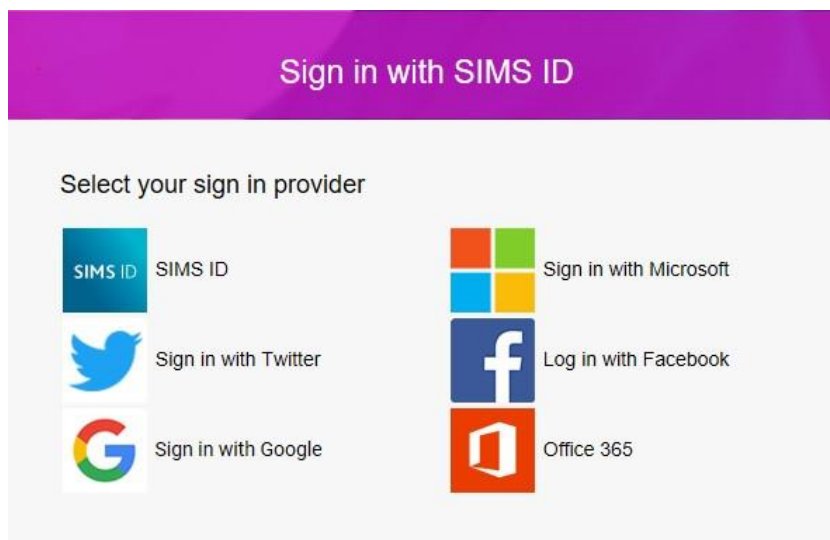 Sign in with SIMS ID
Select your sign in provider
SIMS ID SIMS ID
Sign in with Microsoft
Sign in with Twitter
Log in with Facebook
Sign in with Google
Office 365